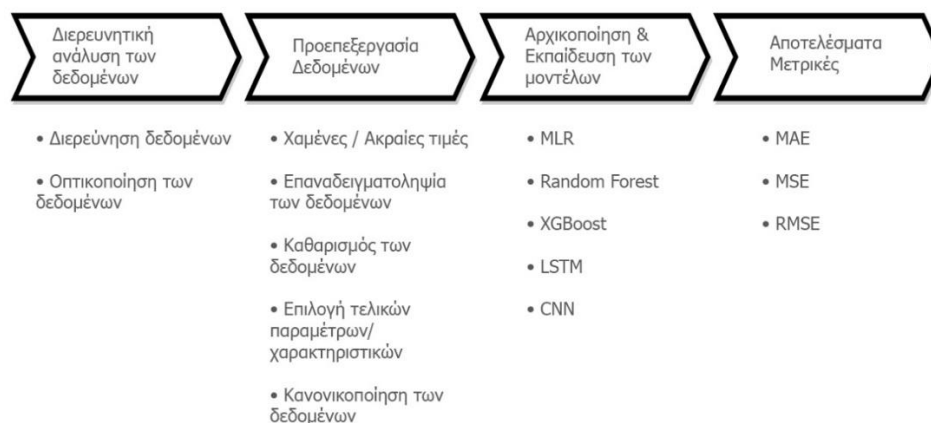 Διερευνητική
ανάλυση των
δεδομένων
Προεπεξεργασία
Δεδομένων
Αρχικοποίηση &
Εκπαίδευση των
μοντέλων
Αποτελέσματα
Μετρικές
• Διερεύνηση δεδομένων
• Οπτικοποίηση των
δεδομένων
• Χαμένες / Ακραίες τιμές
• Επαναδειγματοληψία
των δεδομένων
• Καθαρισμός των
δεδομένων
• Επιλογή τελικών
παραμέτρων/
χαρακτηριστικών
• Κανονικοποίηση των
δεδομένων
• MLR
• Random Forest
• XGBoost
• LSTM
• CNN
• MAE
• MSE
• RMSE